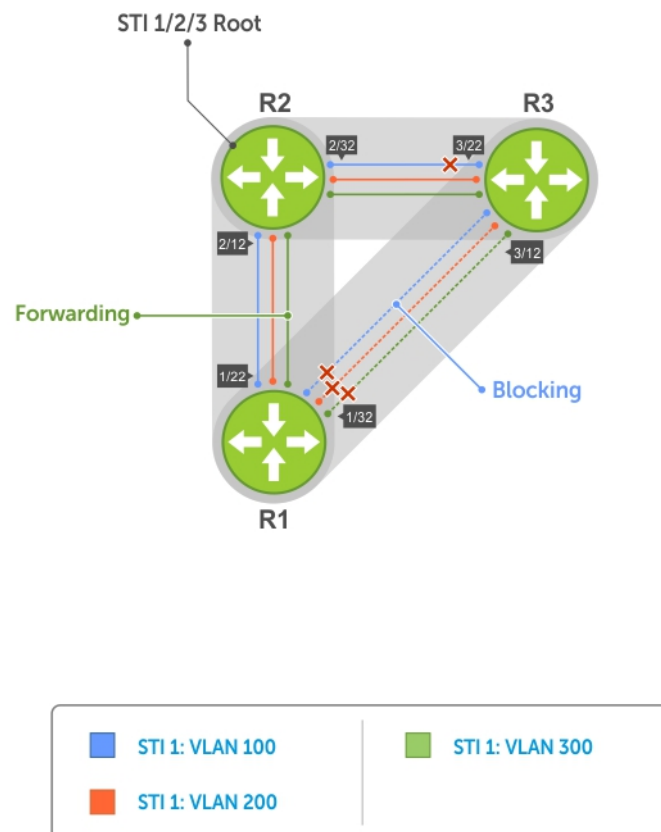 STI 1/2/3 Root
R2
R3
2/32
3/22
2/12
3/12
Forwarding
1/22
Blocking
1/32
R1
STI 1: VLAN 100
STI 1: VLAN 300
STI 1: VLAN 200